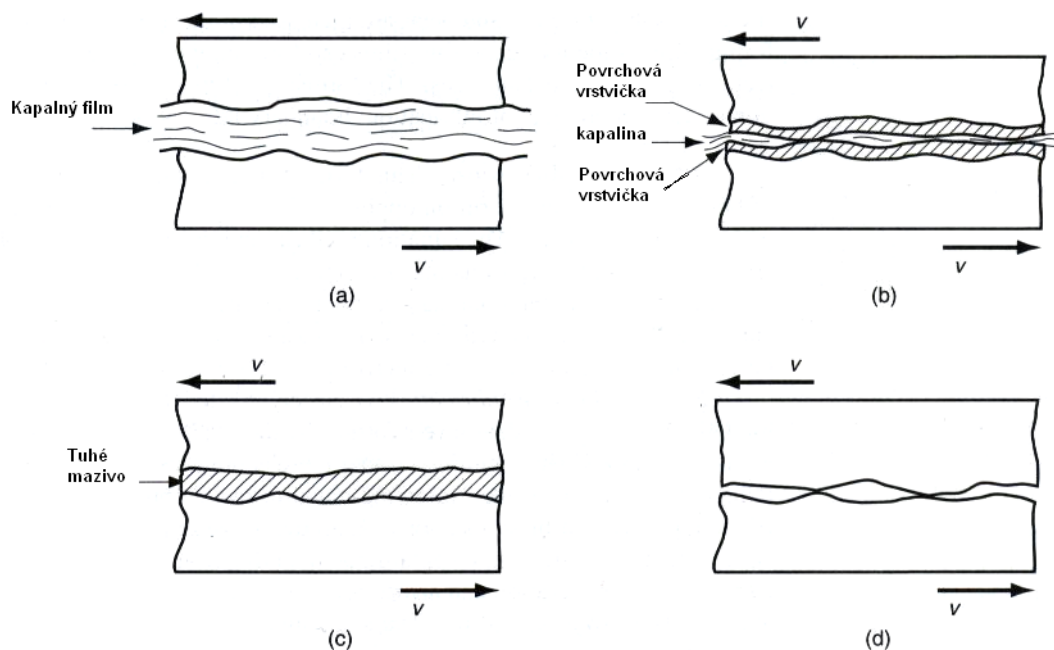 Kapalný film
v
(a)
v
Povrchová
vrstvička
kapalina
Povrchová
vrstvička
v
(b)
v
Tuhé
mazivo
v
(c)
v
(d)